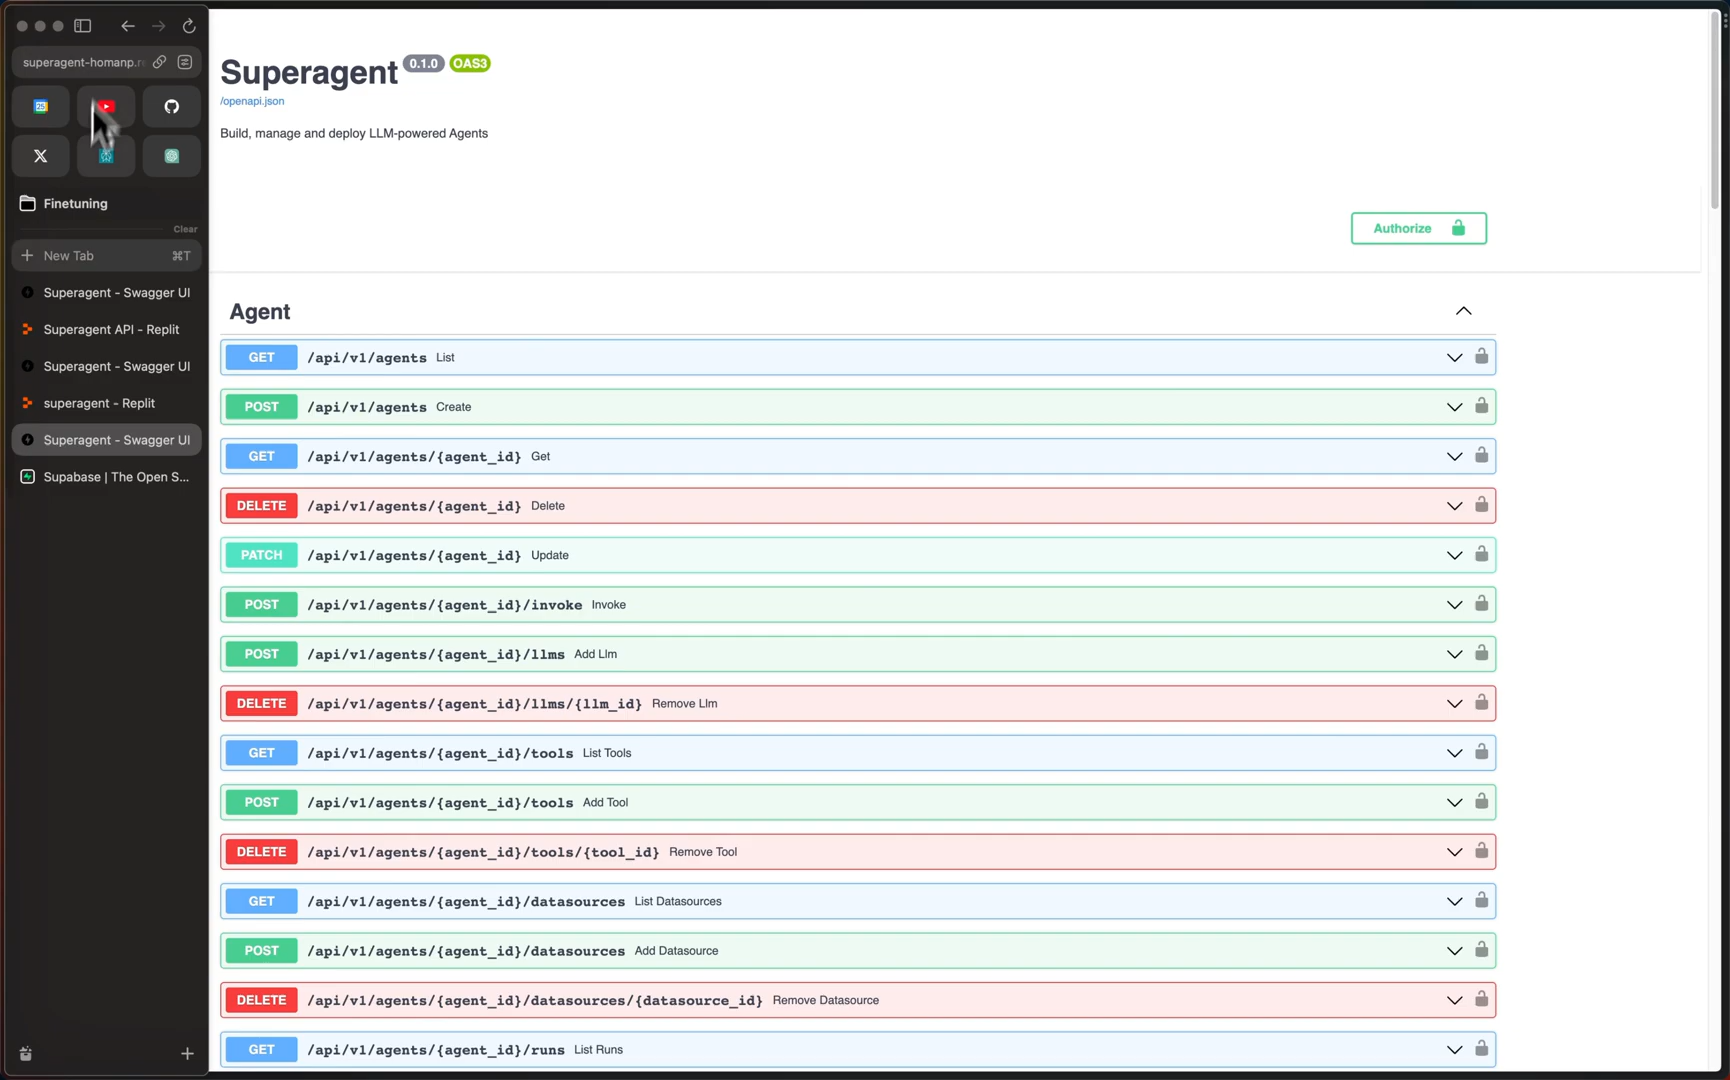 superagent-homanp.re
25
Finetuning
Clear
New Tab ⌘T
Superagent - Swagger UI
Superagent API - Replit
Superagent - Swagger UI
superagent - Replit
Superagent - Swagger UI
Supabase | The Open S...
Superagent 0.1.0 OAS3
/openapi.json
Build, manage and deploy LLM-powered Agents
Authorize
Agent
GET /api/v1/agents List
POST /api/v1/agents Create
GET /api/v1/agents/{agent_id} Get
DELETE /api/v1/agents/{agent_id} Delete
PATCH /api/v1/agents/{agent_id} Update
POST /api/v1/agents/{agent_id}/invoke Invoke
POST /api/v1/agents/{agent_id}/llms Add Llm
DELETE /api/v1/agents/{agent_id}/llms/{llm_id} Remove Llm
GET /api/v1/agents/{agent_id}/tools List Tools
POST /api/v1/agents/{agent_id}/tools Add Tool
DELETE /api/v1/agents/{agent_id}/tools/{tool_id} Remove Tool
GET /api/v1/agents/{agent_id}/datasources List Datasources
POST /api/v1/agents/{agent_id}/datasources Add Datasource
DELETE /api/v1/agents/{agent_id}/datasources/{datasource_id} Remove Datasource
GET /api/v1/agents/{agent_id}/runs List Runs